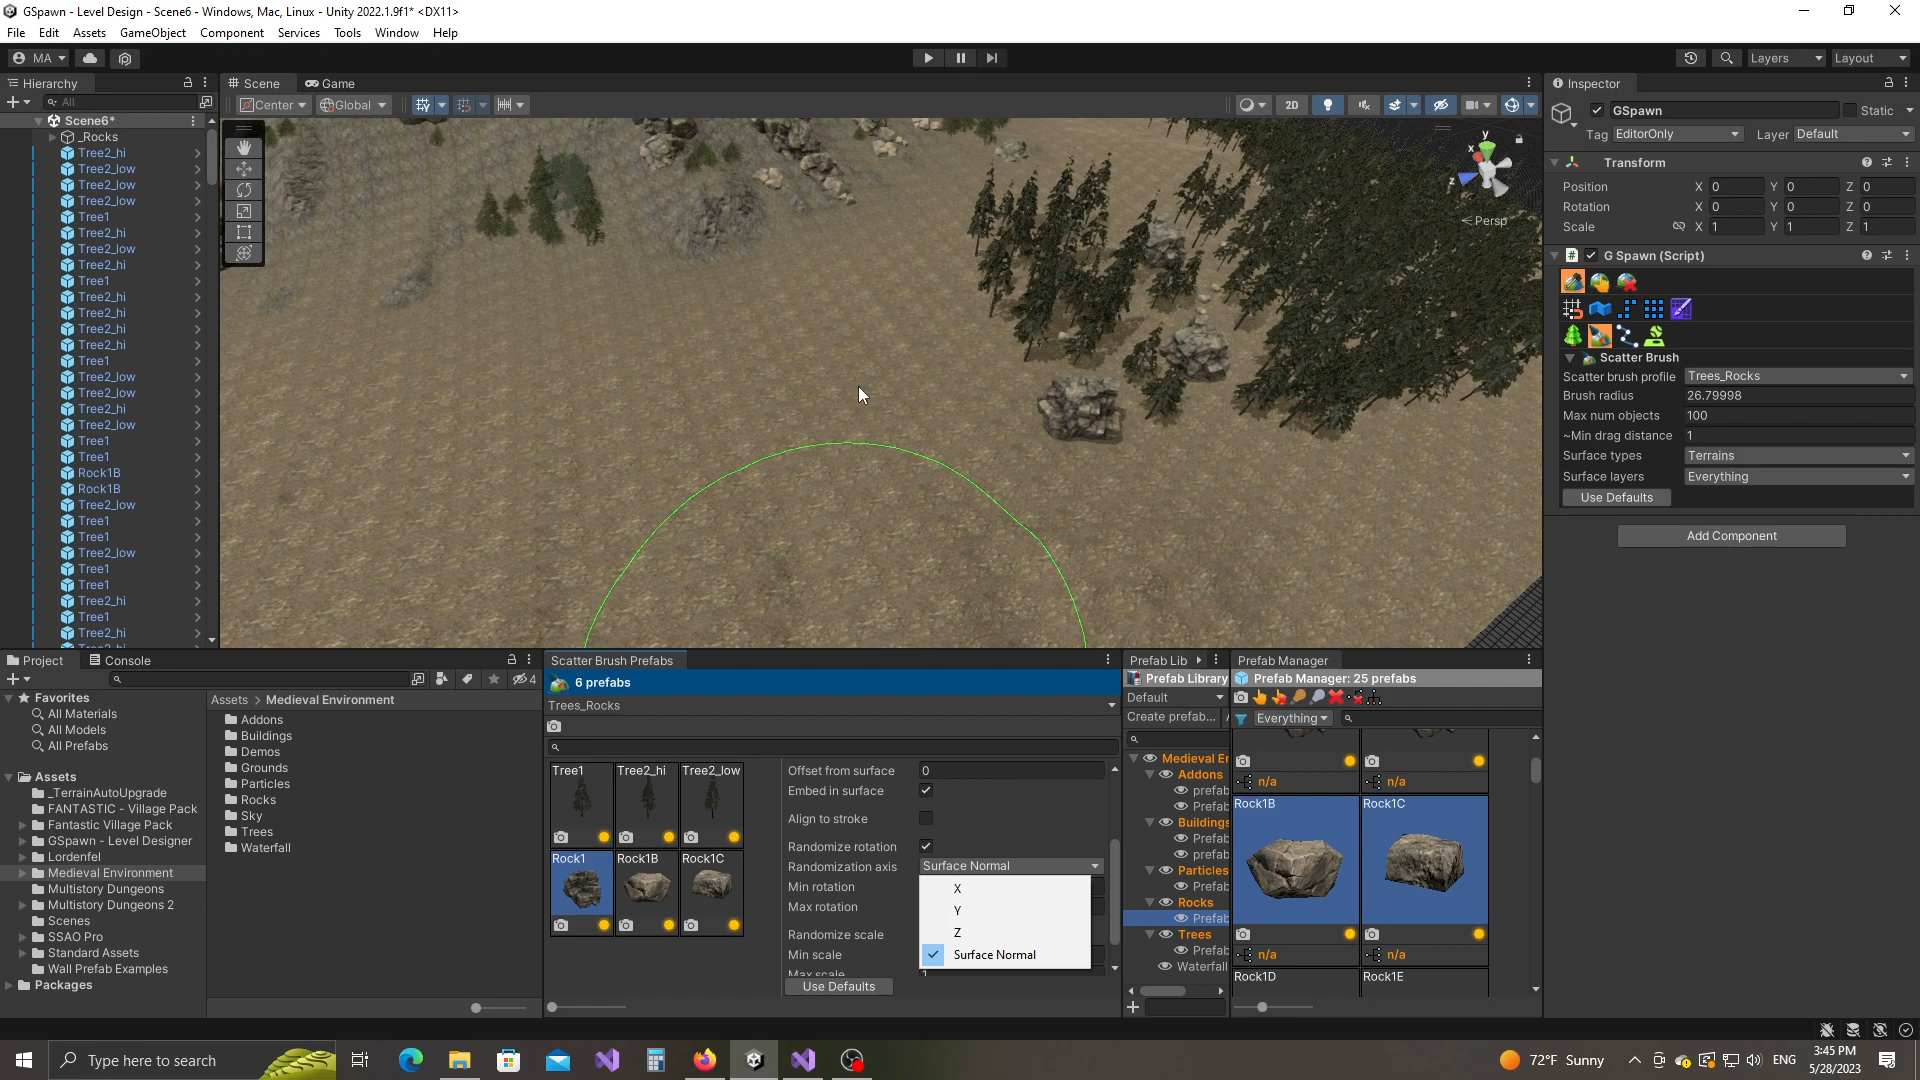 GSpawn - Level Design - Scene6 - Windows, Mac, Linux - Unity 2022.1.9f1* <DX11>
File Edit Assets GameObject Component Services Tools Window Help
MA
Layers
Layout
Hierarchy
All
Scene6*
_Rocks
Tree2_hi
Tree2_low
Tree2_low
Tree2_low
Tree1
Tree2_hi
Tree2_low
Tree2_hi
Tree1
Tree2_hi
Tree2_hi
Tree2_hi
Tree2_hi
Tree1
Tree2_low
Tree2_low
Tree2_hi
Tree2_low
Tree1
Tree1
Rock1B
Rock1B
Tree2_low
Tree1
Tree1
Tree2_low
Tree1
Tree1
Tree2_hi
Tree1
Tree2_hi
Scene
Game
Center
Global
2D
y
x
z
Persp
Inspector
GSpawn
Static
Tag EditorOnly
Layer Default
Transform
Position X 0 Y 0 Z 0
Rotation X 0 Y 0 Z 0
Scale X 1 Y 1 Z 1
G Spawn (Script)
Scatter Brush
Scatter brush profile Trees_Rocks
Brush radius 26.79998
Max num objects 100
~Min drag distance 1
Surface types Terrains
Surface layers Everything
Use Defaults
Add Component
Project
Console
4
Favorites
All Materials
All Models
All Prefabs
Assets
_TerrainAutoUpgrade
FANTASTIC - Village Pack
Fantastic Village Pack
GSpawn - Level Designer
Lordenfel
Medieval Environment
Multistory Dungeons
Multistory Dungeons 2
Scenes
SSAO Pro
Standard Assets
Wall Prefab Examples
Packages
Assets > Medieval Environment
Addons
Buildings
Demos
Grounds
Particles
Rocks
Sky
Trees
Waterfall
Scatter Brush Prefabs
6 prefabs
Trees_Rocks
Tree1 Tree2_hi Tree2_low
Rock1 Rock1B Rock1C
Offset from surface 0
Embed in surface
Align to stroke
Randomize rotation
Randomization axis Surface Normal
Min rotation
Max rotation
Randomize scale
Min scale
Max scale 1
X
Y
Z
Surface Normal
Use Defaults
Prefab Lib
Prefab Library
Default
Create prefab...
Medieval En
Addons
prefab
Prefab
Buildings
Prefab
prefab
Particles
Prefab
Rocks
Prefab
Trees
Prefab
Waterfall
Prefab Manager
Prefab Manager: 25 prefabs
Everything
n/a n/a
Rock1B Rock1C
n/a n/a
Rock1D Rock1E
Type here to search
72°F Sunny
ENG
3:45 PM
5/28/2023